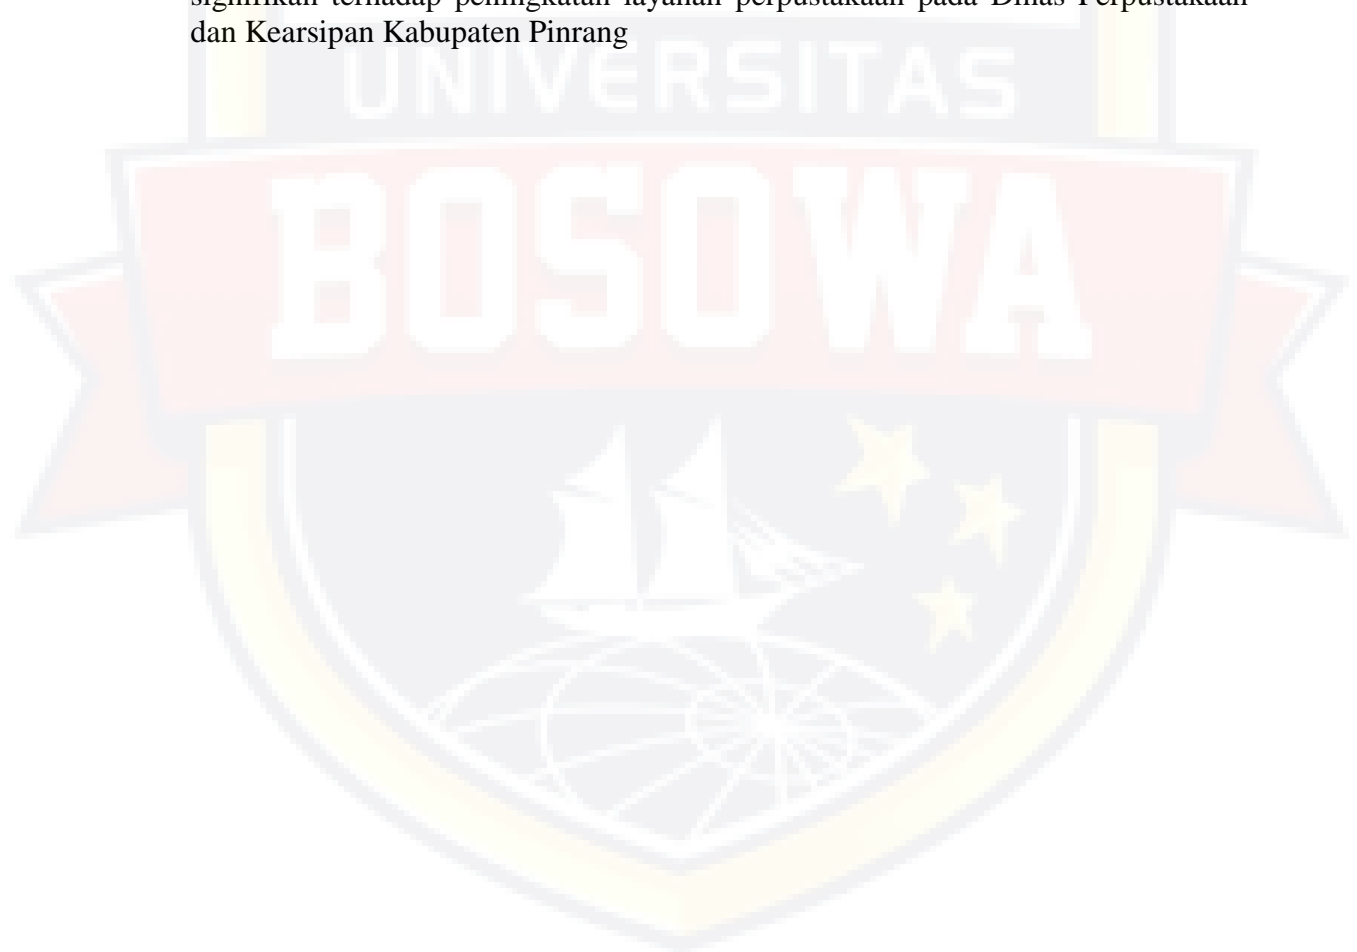 signifikan terhadap peningkatan layanan perpustakaan pada Dinas Perpustakaan
dan Kearsipan Kabupaten Pinrang
UNIVERSITAS
BOSOWA